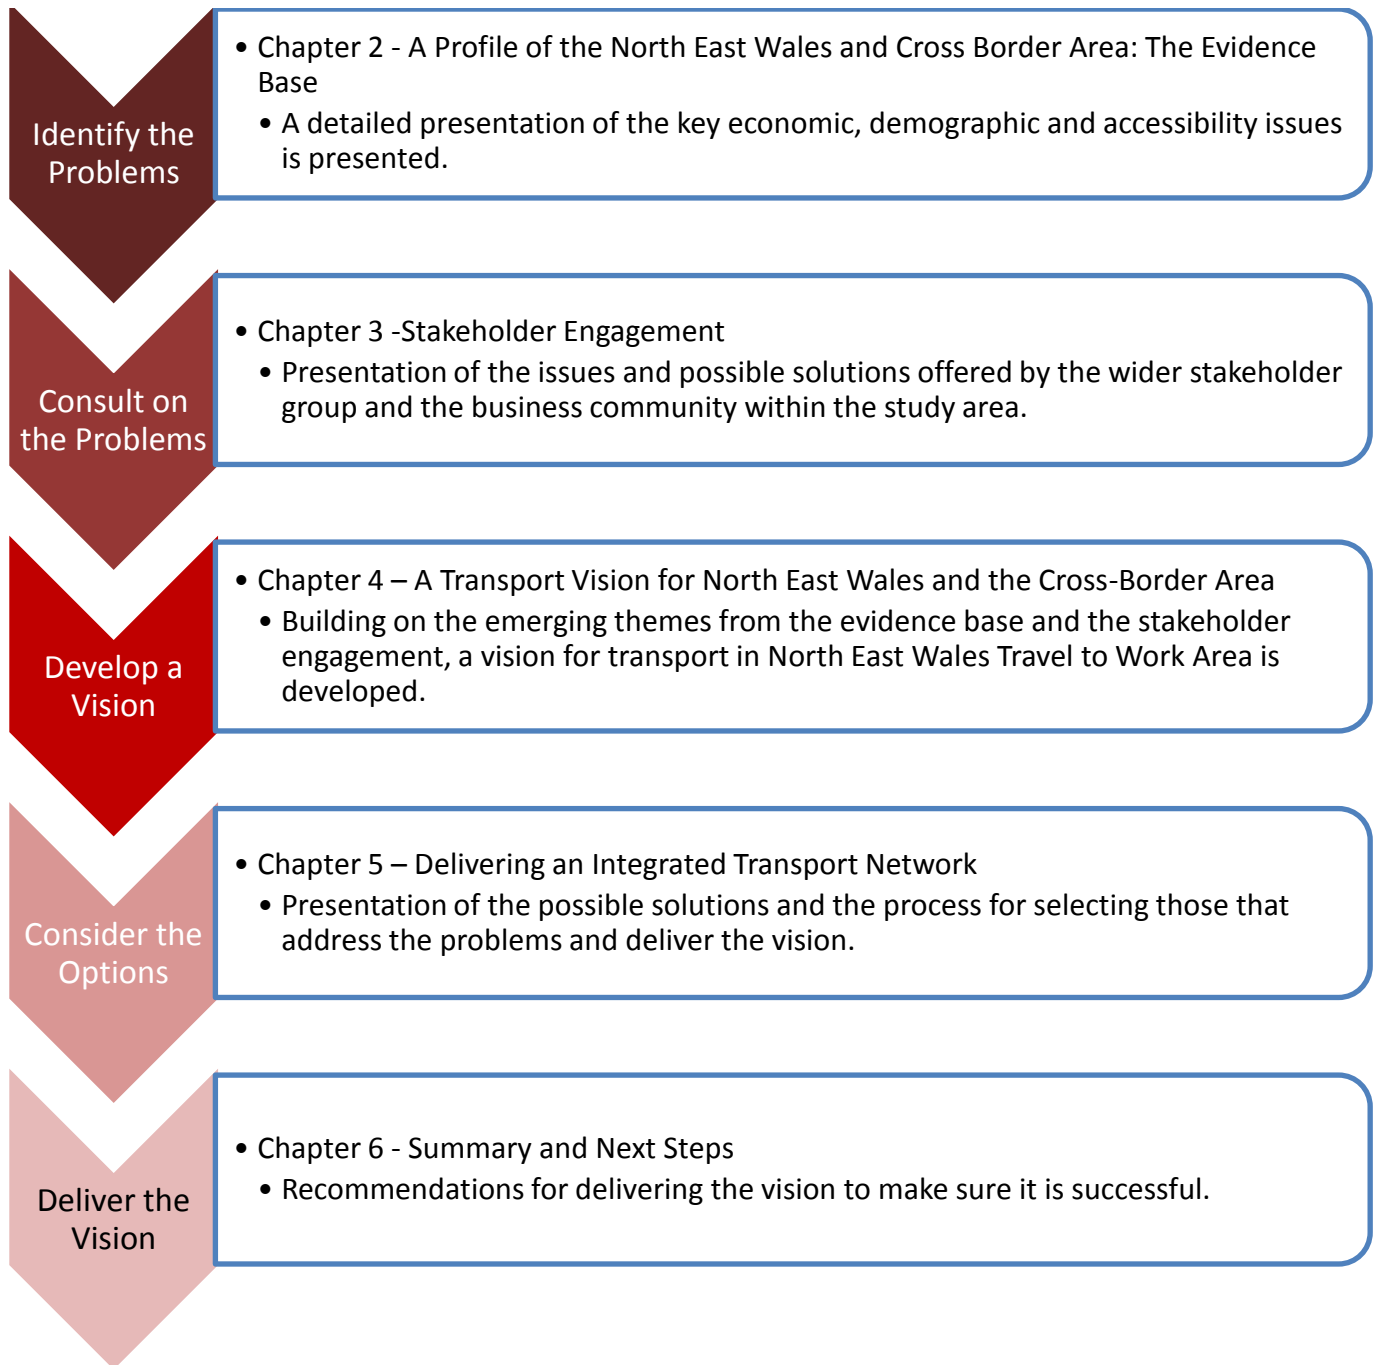 Identify the
Problems
• Chapter 2 - A Profile of the North East Wales and Cross Border Area: The Evidence
Base
• A detailed presentation of the key economic, demographic and accessibility issues
is presented.
Consult on
the Problems
• Chapter 3 -Stakeholder Engagement
• Presentation of the issues and possible solutions offered by the wider stakeholder
group and the business community within the study area.
Develop a
Vision
• Chapter 4 – A Transport Vision for North East Wales and the Cross-Border Area
• Building on the emerging themes from the evidence base and the stakeholder
engagement, a vision for transport in North East Wales Travel to Work Area is
developed.
Consider the
Options
• Chapter 5 – Delivering an Integrated Transport Network
• Presentation of the possible solutions and the process for selecting those that
address the problems and deliver the vision.
Deliver the
Vision
• Chapter 6 - Summary and Next Steps
• Recommendations for delivering the vision to make sure it is successful.